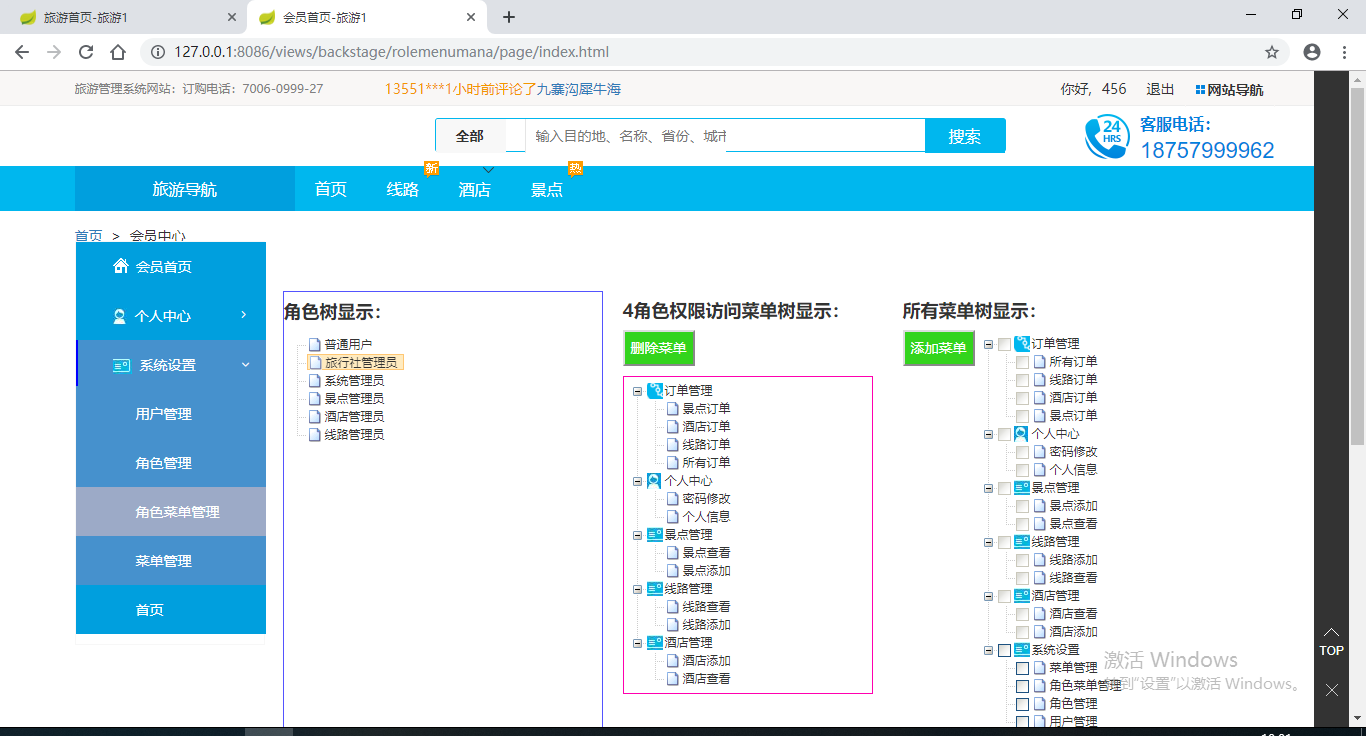 旅游首页-旅游1
会员首页-旅游1
127.0.0.1:8086/views/backstage/rolemenumana/page/index.html
旅游管理系统网站：订购电话：7006-0999-27
13551***1小时前评论了九寨沟犀牛海
你好, 456 退出 网站导航
全部
输入目的地、名称、省份、城市
搜索
24
HRS
客服电话：
18757999962
旅游导航
首页
线路
新
酒店
景点
热
首页 > 会员中心
会员首页
个人中心
系统设置
用户管理
角色管理
角色菜单管理
菜单管理
首页
角色树显示：
普通用户
旅行社管理员
系统管理员
景点管理员
酒店管理员
线路管理员
4角色权限访问菜单树显示：
删除菜单
订单管理
景点订单
酒店订单
线路订单
所有订单
个人中心
密码修改
个人信息
景点管理
景点查看
景点添加
线路管理
线路查看
线路添加
酒店管理
酒店添加
酒店查看
所有菜单树显示：
添加菜单
订单管理
所有订单
线路订单
酒店订单
景点订单
个人中心
密码修改
个人信息
景点管理
景点添加
景点查看
线路管理
线路添加
线路查看
酒店管理
酒店查看
酒店添加
系统设置
菜单管理
角色菜单管理
角色管理
用户管理
激活 Windows
转到"设置"以激活 Windows。
TOP